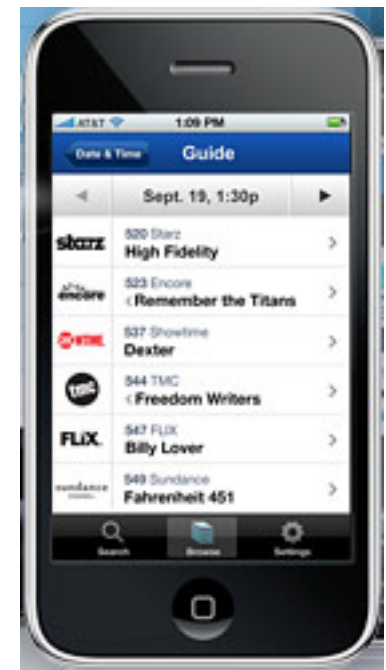 AT&T 1:09 PM
Date & Time Guide
Sept. 19, 1:30p
starz 520 Starz
High Fidelity
encore 523 Encore
Remember the Titans
SHOWTIME 537 Showtime
Dexter
TMC 544 TMC
Freedom Writers
FLiX. 547 FLIX
Billy Lover
sundance 549 Sundance
Fahrenheit 451
Search Browse Settings